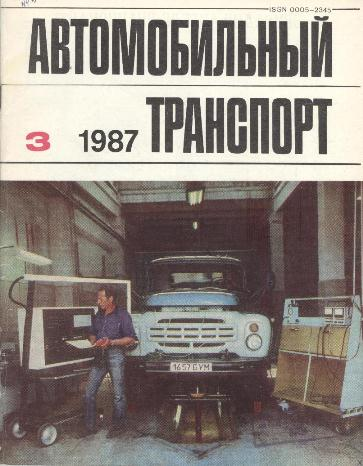 ISSN 0005-2345
АВТОМОБИЛЬНЫЙ
ТРАНСПОРТ
3 1987
1657 БУМ